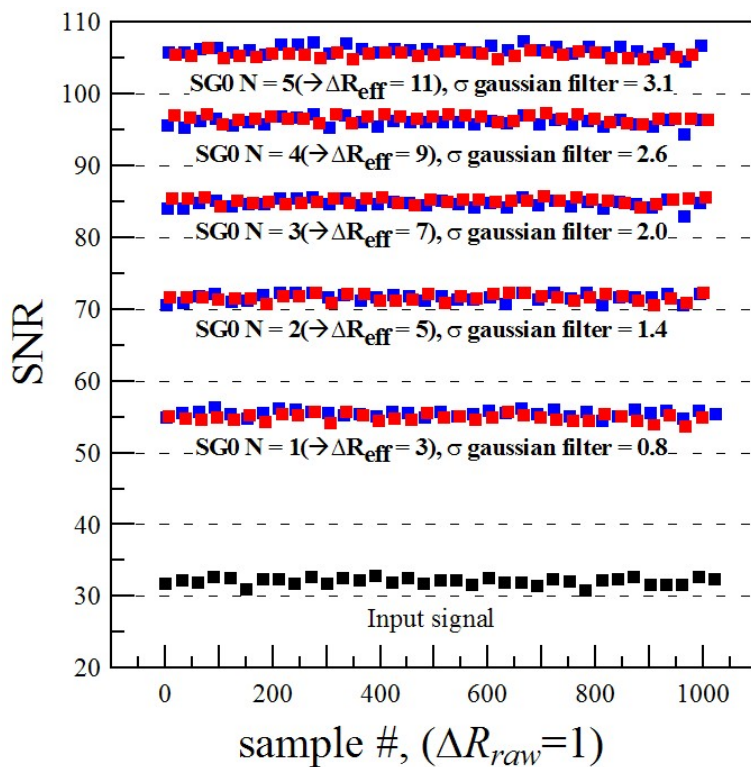 110
SG0 N = 5(→ΔReff = 11), σ gaussian filter = 3.1
100
SG0 N = 4(→ΔReff = 9), σ gaussian filter = 2.6
90
SG0 N = 3(→ΔReff = 7), σ gaussian filter = 2.0
80
70
SG0 N = 2(→ΔReff = 5), σ gaussian filter = 1.4
60
50
SG0 N = 1(→ΔReff = 3), σ gaussian filter = 0.8
40
30
Input signal
20
SNR
0 200 400 600 800 1000
sample #, (ΔRraw=1)